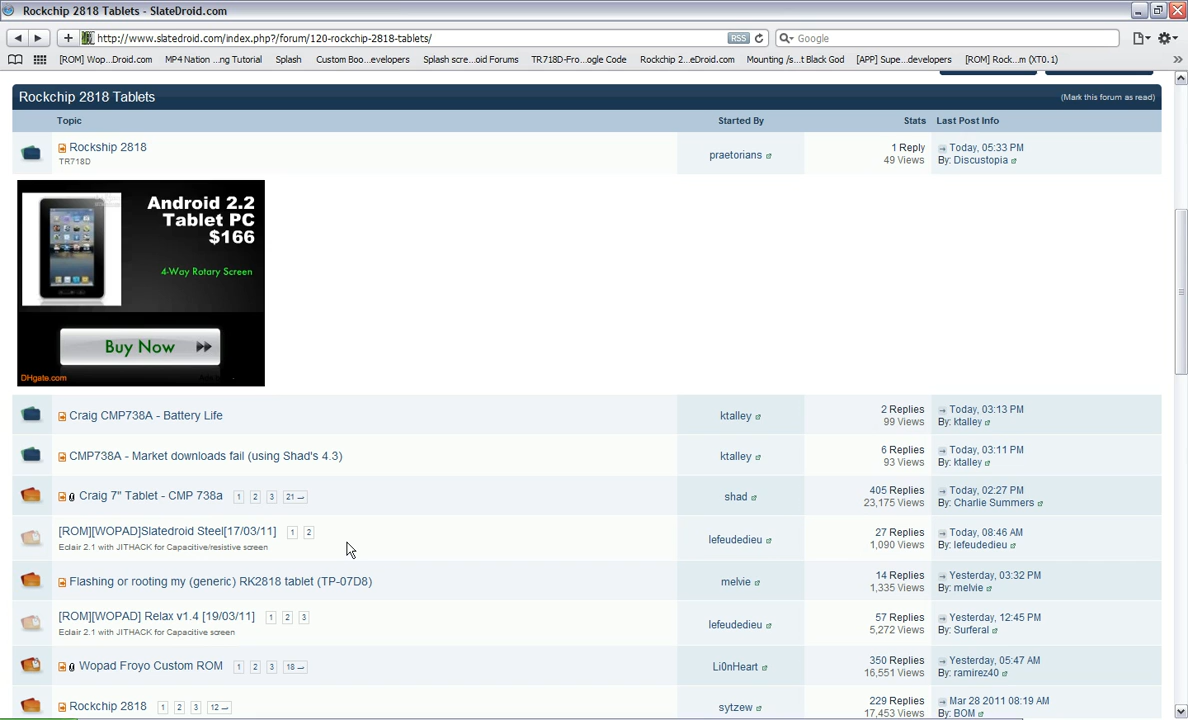 Rockchip 2818 Tablets - SlateDroid.com
http://www.slatedroid.com/index.php?/forum/120-rockchip-2818-tablets/
RSS
Google
[ROM] Wop...Droid.com
MP4 Nation ...ng Tutorial
Splash
Custom Boo...evelopers
Splash scre...oid Forums
TR718D-Fro...ogle Code
Rockchip 2...eDroid.com
Mounting /s...t Black God
[APP] Supe...developers
[ROM] Rock...m (XT0.1)
Rockchip 2818 Tablets
(Mark this forum as read)
Topic Started By Stats Last Post Info
Rockship 2818
TR718D
praetorians
1 Reply
49 Views
Today, 05:33 PM
By: Discustopia
Android 2.2
Tablet PC
$166
4-Way Rotary Screen
Buy Now
DHgate.com
Craig CMP738A - Battery Life
ktalley
2 Replies
99 Views
Today, 03:13 PM
By: ktalley
CMP738A - Market downloads fail (using Shad's 4.3)
ktalley
6 Replies
93 Views
Today, 03:11 PM
By: ktalley
Craig 7" Tablet - CMP 738a 1 2 3 21
shad
405 Replies
23,175 Views
Today, 02:27 PM
By: Charlie Summers
[ROM][WOPAD]Slatedroid Steel[17/03/11] 1 2
Eclair 2.1 with JITHACK for Capacitive/resistive screen
lefeudedieu
27 Replies
1,090 Views
Today, 08:46 AM
By: lefeudedieu
Flashing or rooting my (generic) RK2818 tablet (TP-07D8)
melvie
14 Replies
1,335 Views
Yesterday, 03:32 PM
By: melvie
[ROM][WOPAD] Relax v1.4 [19/03/11] 1 2 3
Eclair 2.1 with JITHACK for Capacitive screen
lefeudedieu
57 Replies
5,272 Views
Yesterday, 12:45 PM
By: Surferal
Wopad Froyo Custom ROM 1 2 3 18
Li0nHeart
350 Replies
16,551 Views
Yesterday, 05:47 AM
By: ramirez40
Rockchip 2818 1 2 3 12
sytzew
229 Replies
17,453 Views
Mar 28 2011 08:19 AM
By: BOM